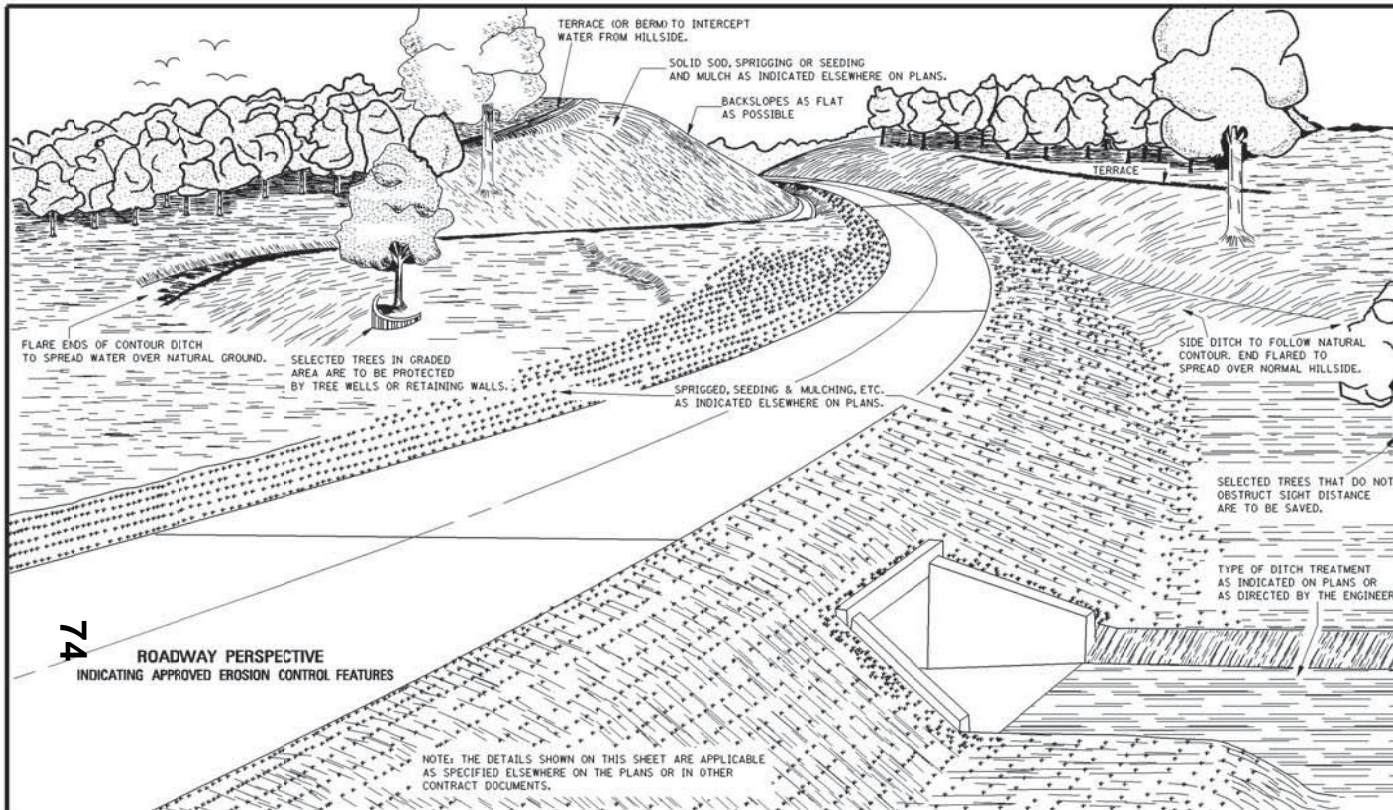 TERRACE (OR BERM) TO INTERCEPT
WATER FROM HILLSIDE.
SOLID SOD, SPRIGGING OR SEEDING
AND MULCH AS INDICATED ELSEWHERE ON PLANS.
BACKSLOPES AS FLAT
AS POSSIBLE
TERRACE
FLARE ENDS OF CONTOUR DITCH
TO SPREAD WATER OVER NATURAL GROUND.
SELECTED TREES IN GRADED
AREA ARE TO BE PROTECTED
BY TREE WELLS OR RETAINING WALLS.
SIDE DITCH TO FOLLOW NATURAL
CONTOUR. END FLARED TO
SPREAD OVER NORMAL HILLSIDE.
SPRIGGED, SEEDING & MULCHING, ETC.
AS INDICATED ELSEWHERE ON PLANS.
SELECTED TREES THAT DO NOT
OBSTRUCT SIGHT DISTANCE
ARE TO BE SAVED.
TYPE OF DITCH TREATMENT
AS INDICATED ON PLANS OR
AS DIRECTED BY THE ENGINEER
74
ROADWAY PERSPECTIVE
INDICATING APPROVED EROSION CONTROL FEATURES
NOTE: THE DETAILS SHOWN ON THIS SHEET ARE APPLICABLE
AS SPECIFIED ELSEWHERE ON THE PLANS OR IN OTHER
CONTRACT DOCUMENTS.